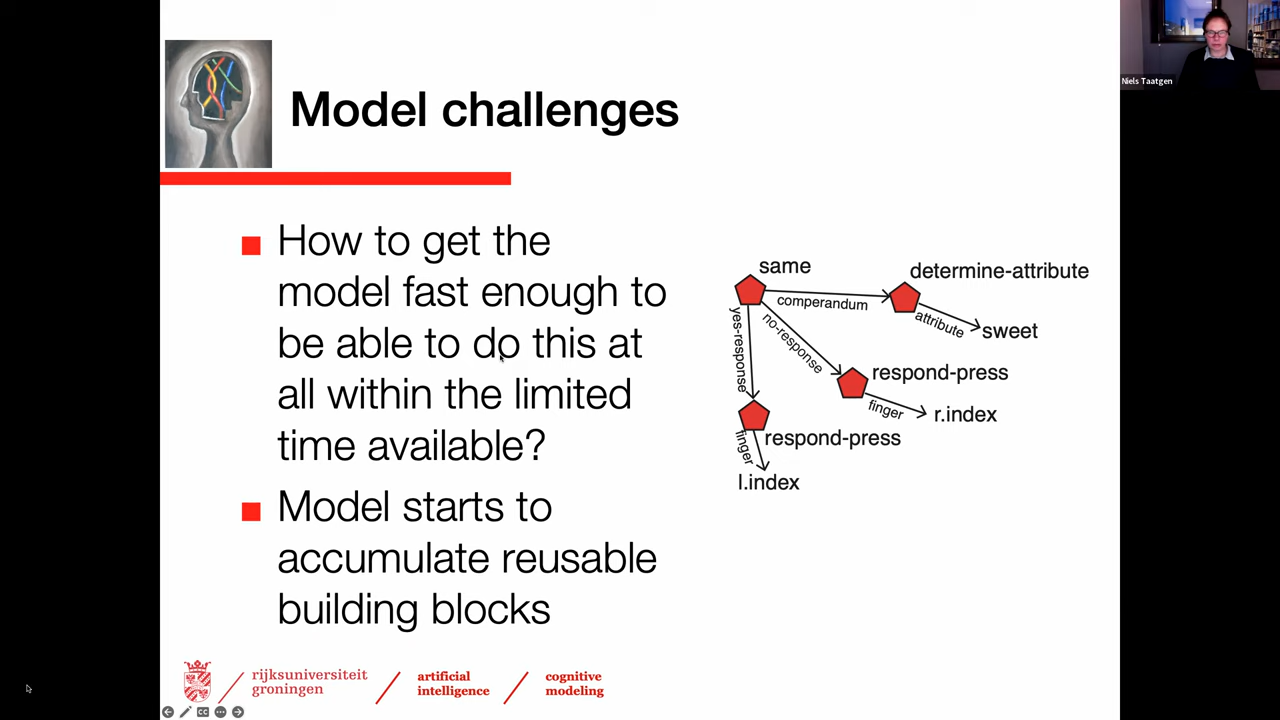 Niels Taatgen
Model challenges
How to get the
model fast enough to
be able to do this at
all within the limited
time available?
Model starts to
accumulate reusable
building blocks
same
determine-attribute
comperandum
attribute
sweet
yes-response
no-response
respond-press
finger
r.index
respond-press
finger
l.index
rijksuniversiteit
groningen
artificial
intelligence
cognitive
modeling